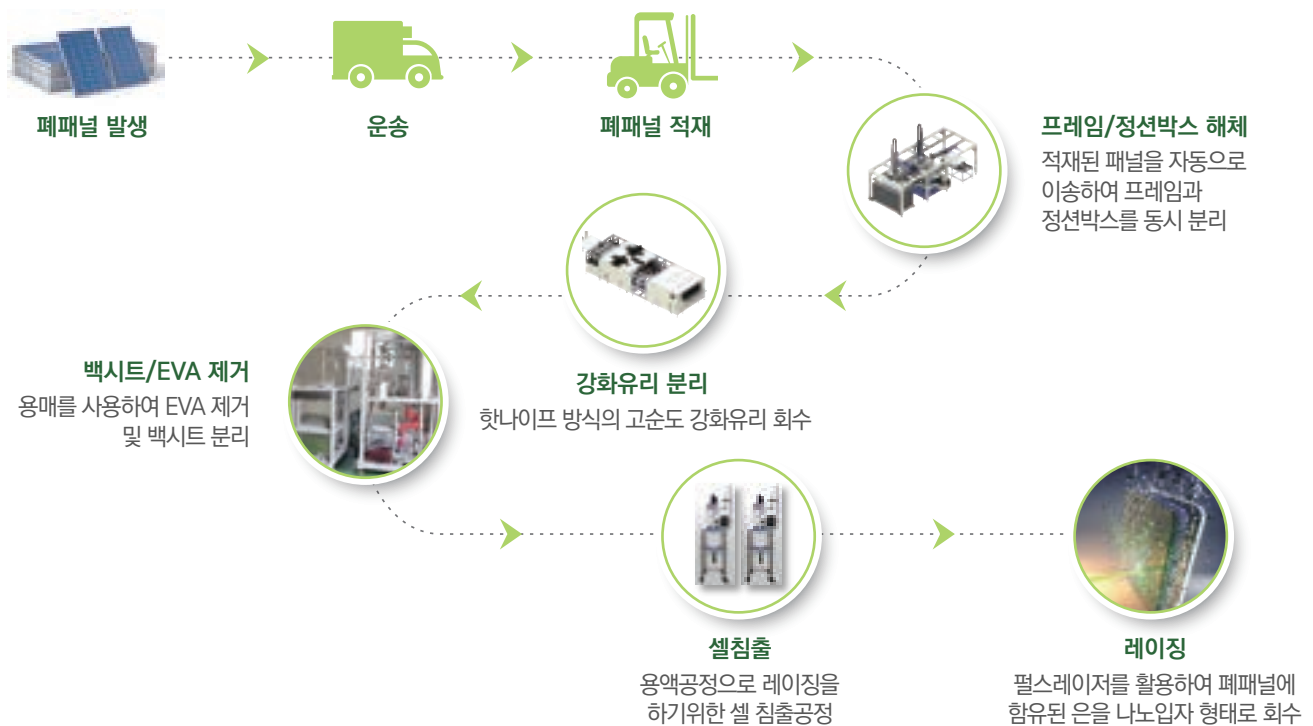 폐패널 발생
운송
폐패널 적재
프레임/정션박스 해체
적재된 패널을 자동으로
이송하여 프레임과
정션박스를 동시 분리
강화유리 분리
핫나이프 방식의 고순도 강화유리 회수
백시트/EVA 제거
용매를 사용하여 EVA 제거
및 백시트 분리
셀침출
용액공정으로 레이징을
하기위한 셀 침출공정
레이징
펄스레이저를 활용하여 폐패널에
함유된 은을 나노입자 형태로 회수